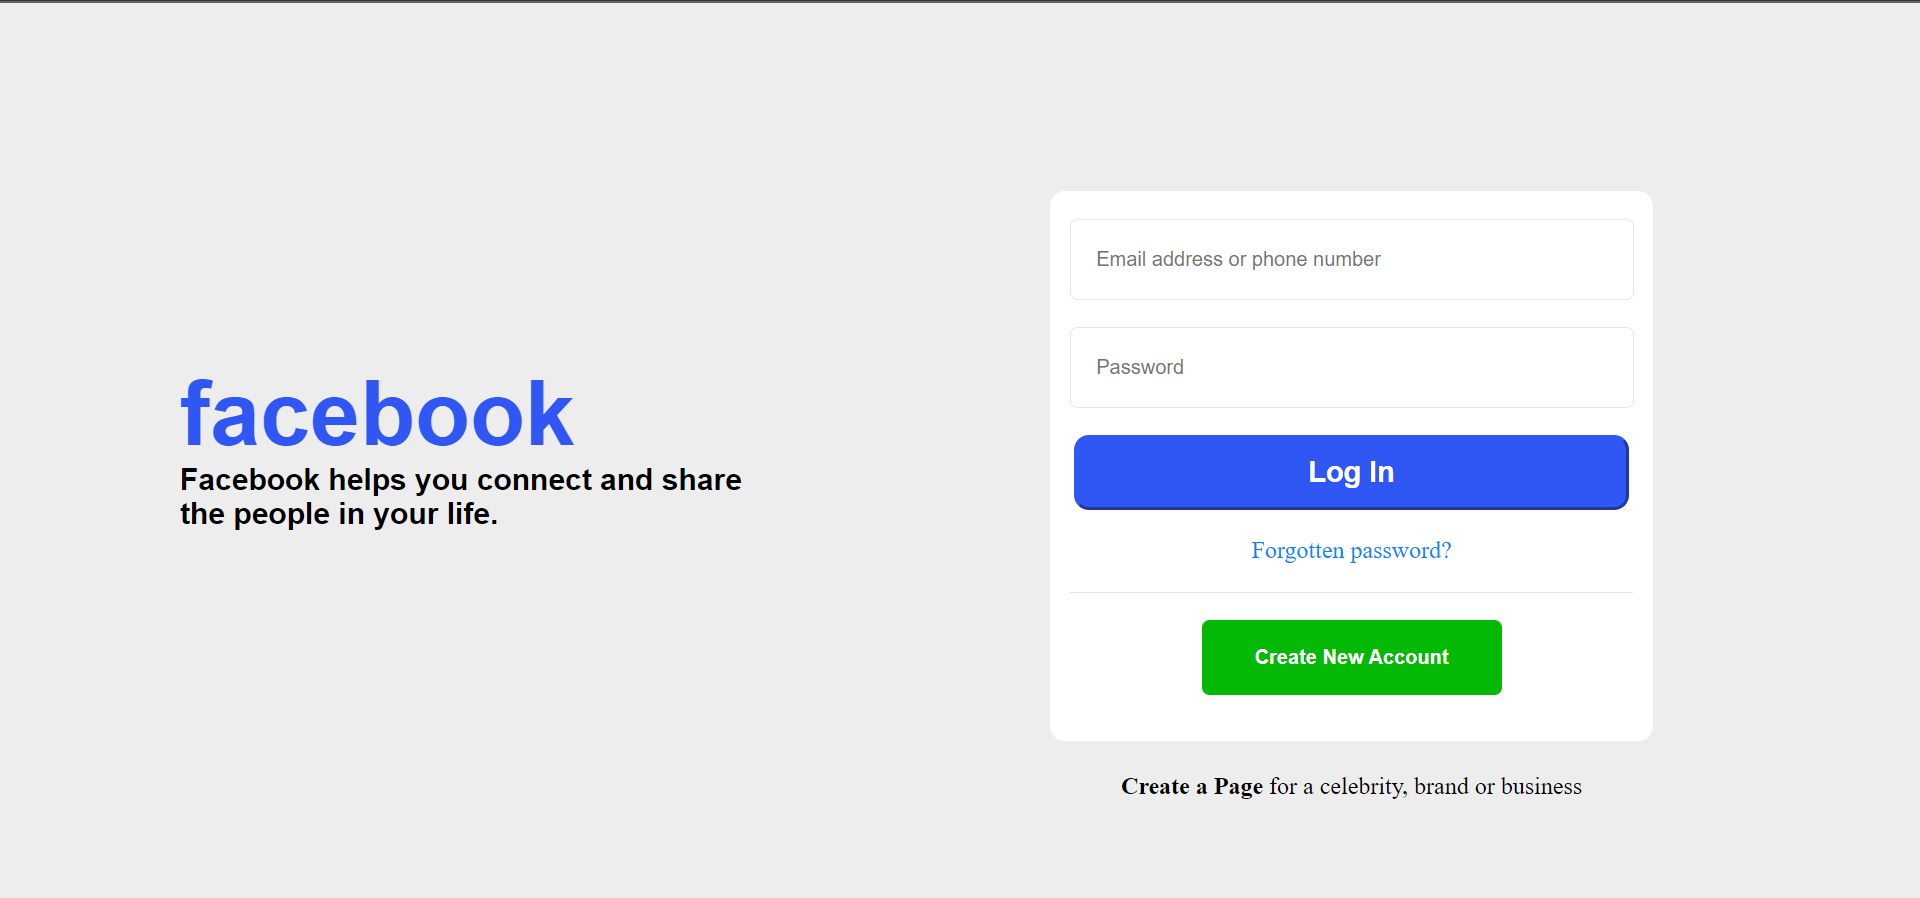 facebook
Facebook helps you connect and share
the people in your life.
Email address or phone number
Password
Log In
Forgotten password?
Create New Account
Create a Page for a celebrity, brand or business